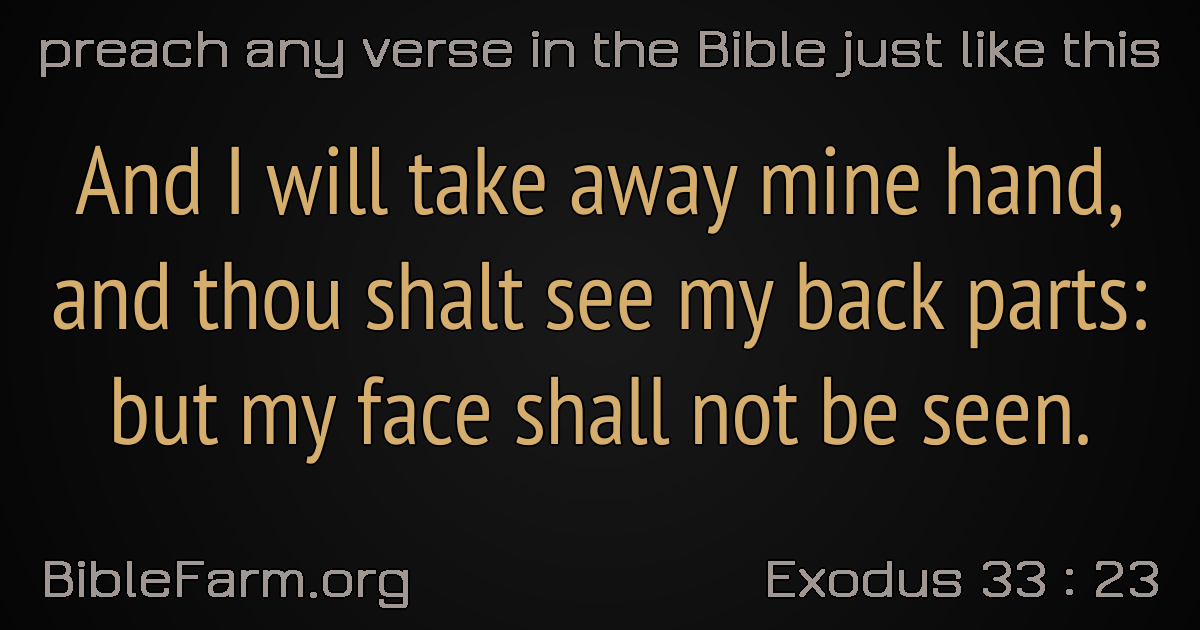 preach any verse in the Bible just like this
And I will take away mine hand,
and thou shalt see my back parts:
but my face shall not be seen.
BibleFarm.org
Exodus 33 : 23